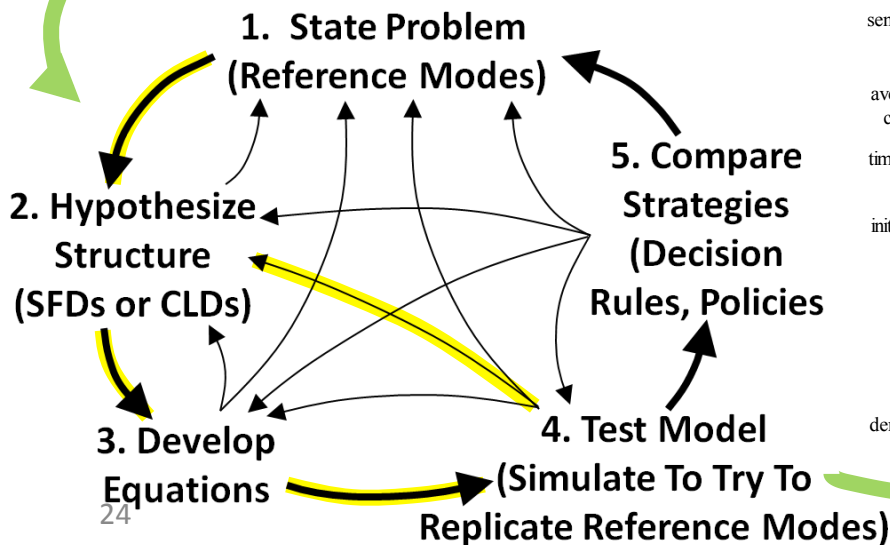 1. State Problem
(Reference Modes)
5. Compare
Strategies
(Decision
Rules, Policies
2. Hypothesize
Structure
(SFDs or CLDs)
3. Develop
Equations
24
4. Test Model
(Simulate To Try To
Replicate Reference Modes)